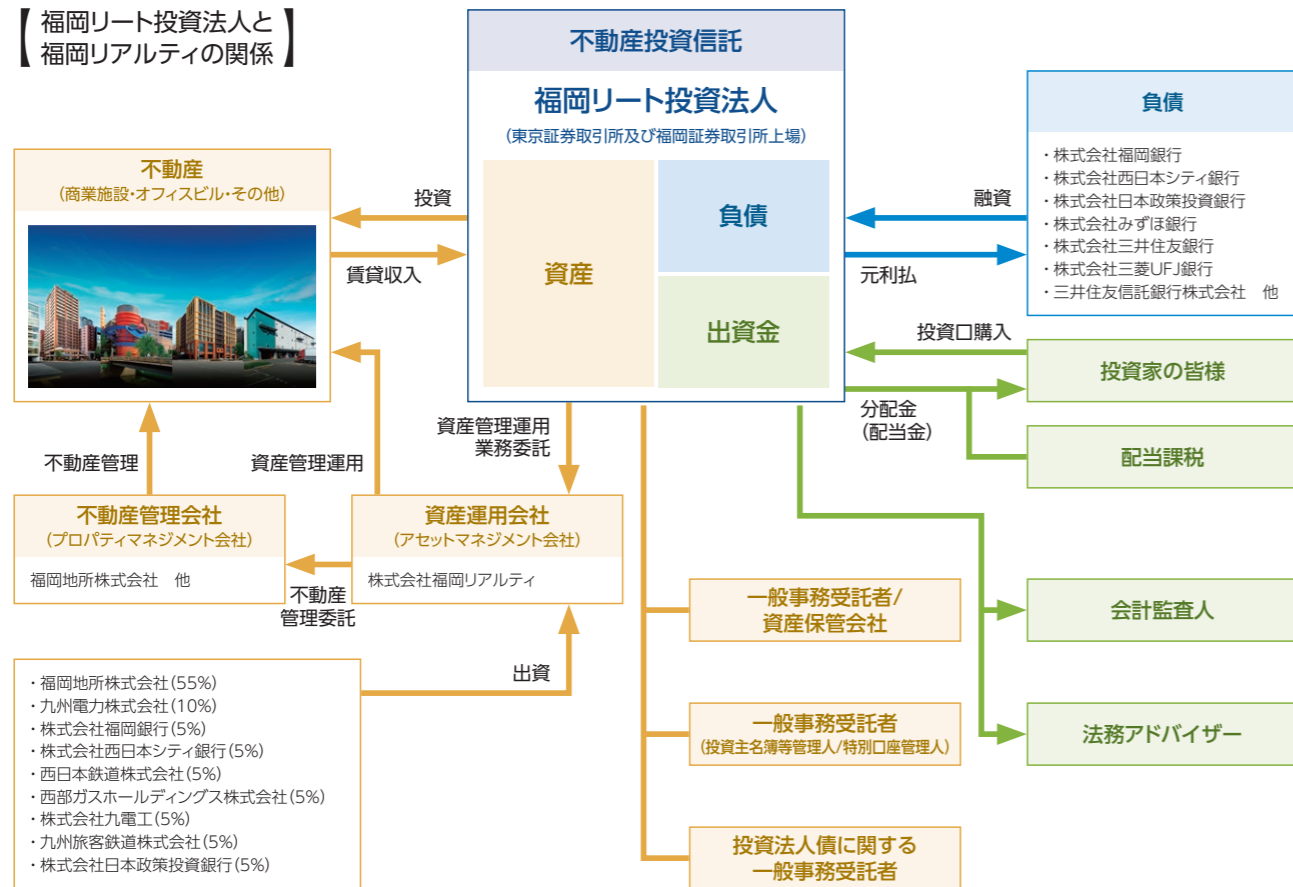 【福岡リート投資法人と
福岡リアルティの関係】
不動産投資信託
福岡リート投資法人
(東京証券取引所及び福岡証券取引所上場)
資産
負債
出資金
不動産
(商業施設・オフィスビル・その他)
投資
賃貸収入
融資
元利払
負債
・株式会社福岡銀行
・株式会社西日本シティ銀行
・株式会社日本政策投資銀行
・株式会社みずほ銀行
・株式会社三井住友銀行
・株式会社三菱UFJ銀行
・三井住友信託銀行株式会社　他
投資口購入
投資家の皆様
分配金
(配当金)
配当課税
不動産管理
資産管理運用
資産管理運用
業務委託
不動産管理会社
(プロパティマネジメント会社)
福岡地所株式会社　他
資産運用会社
(アセットマネジメント会社)
株式会社福岡リアルティ
不動産
管理委託
出資
・福岡地所株式会社(55%)
・九州電力株式会社(10%)
・株式会社福岡銀行(5%)
・株式会社西日本シティ銀行(5%)
・西日本鉄道株式会社(5%)
・西部ガスホールディングス株式会社(5%)
・株式会社九電工(5%)
・九州旅客鉄道株式会社(5%)
・株式会社日本政策投資銀行(5%)
一般事務受託者/
資産保管会社
一般事務受託者
(投資主名簿等管理人/特別口座管理人)
投資法人債に関する
一般事務受託者
会計監査人
法務アドバイザー